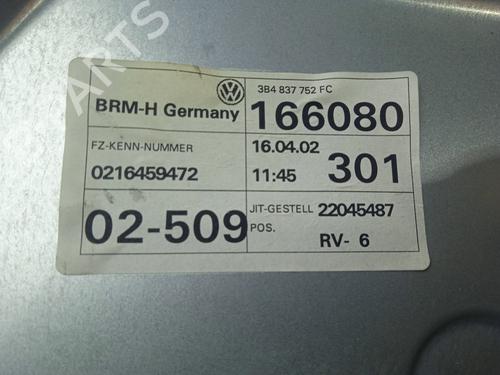 PARTS
BRM-H Germany
3B4 837 752 FC
166080
FZ-KENN-NUMMER
0216459472
16.04.02
11:45
301
02-509
JIT-GESTELL 22045487
POS.
RV- 6